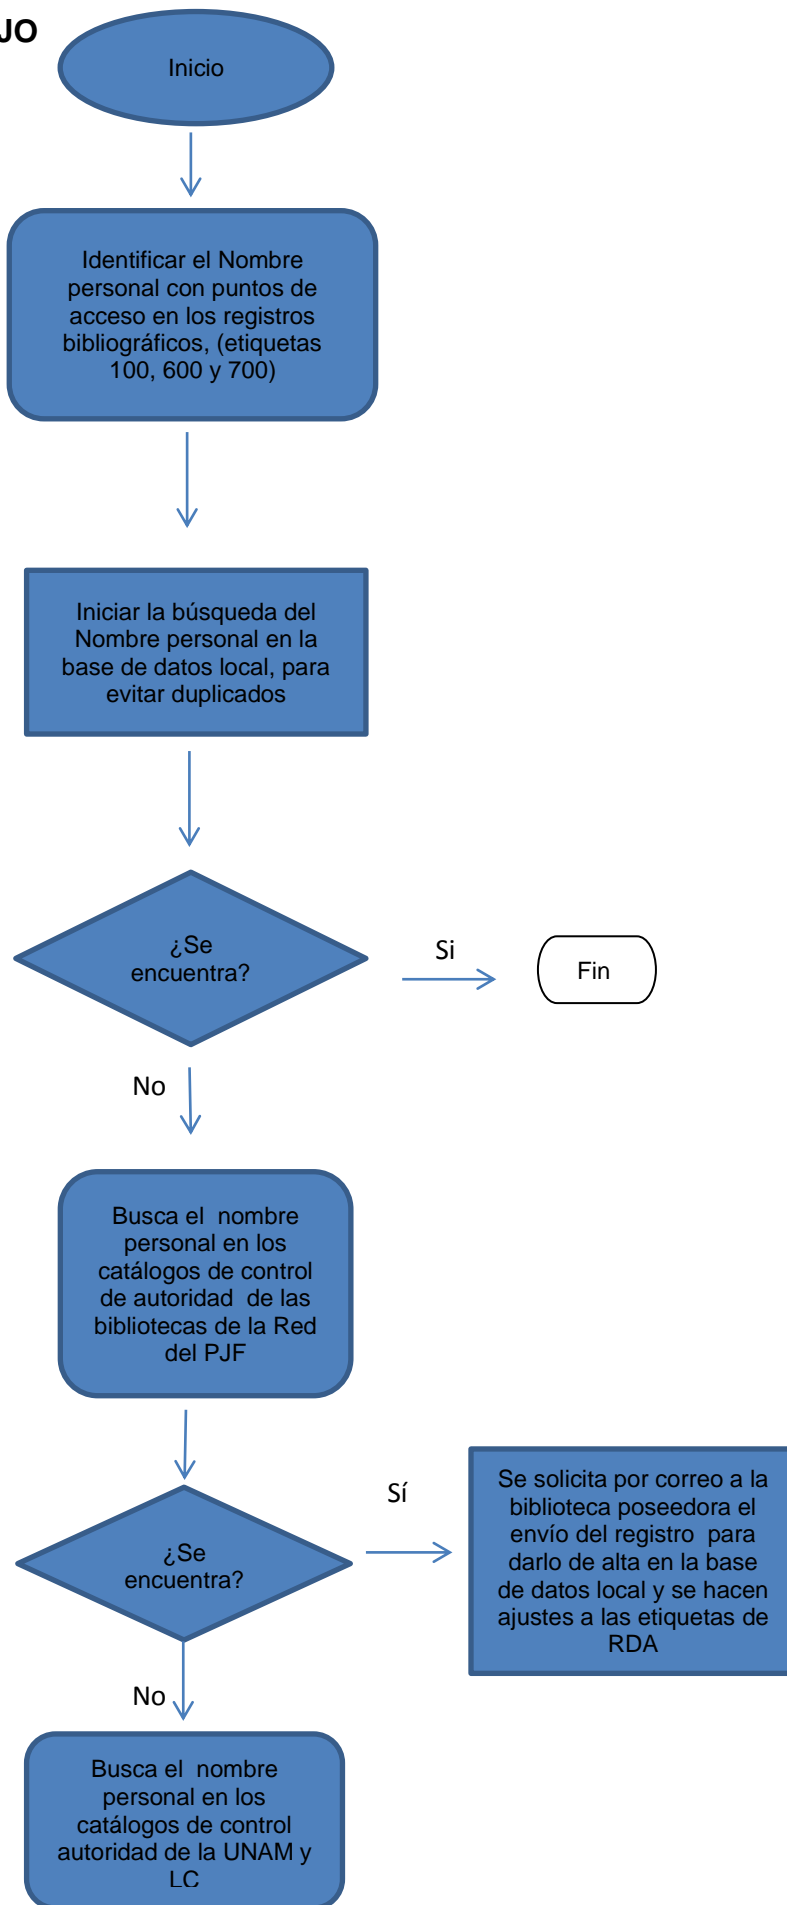 JO
Inicio
Identificar el Nombre
personal con puntos de
acceso en los registros
bibliográficos, (etiquetas
100, 600 y 700)
Iniciar la búsqueda del
Nombre personal en la
base de datos local, para
evitar duplicados
¿Se
encuentra?
Si
Fin
No
Busca el  nombre
personal en los
catálogos de control
de autoridad  de las
bibliotecas de la Red
del PJF
¿Se
encuentra?
Sí
Se solicita por correo a la
biblioteca poseedora el
envío del registro  para
darlo de alta en la base
de datos local y se hacen
ajustes a las etiquetas de
RDA
No
Busca el  nombre
personal en los
catálogos de control
autoridad de la UNAM y
LC